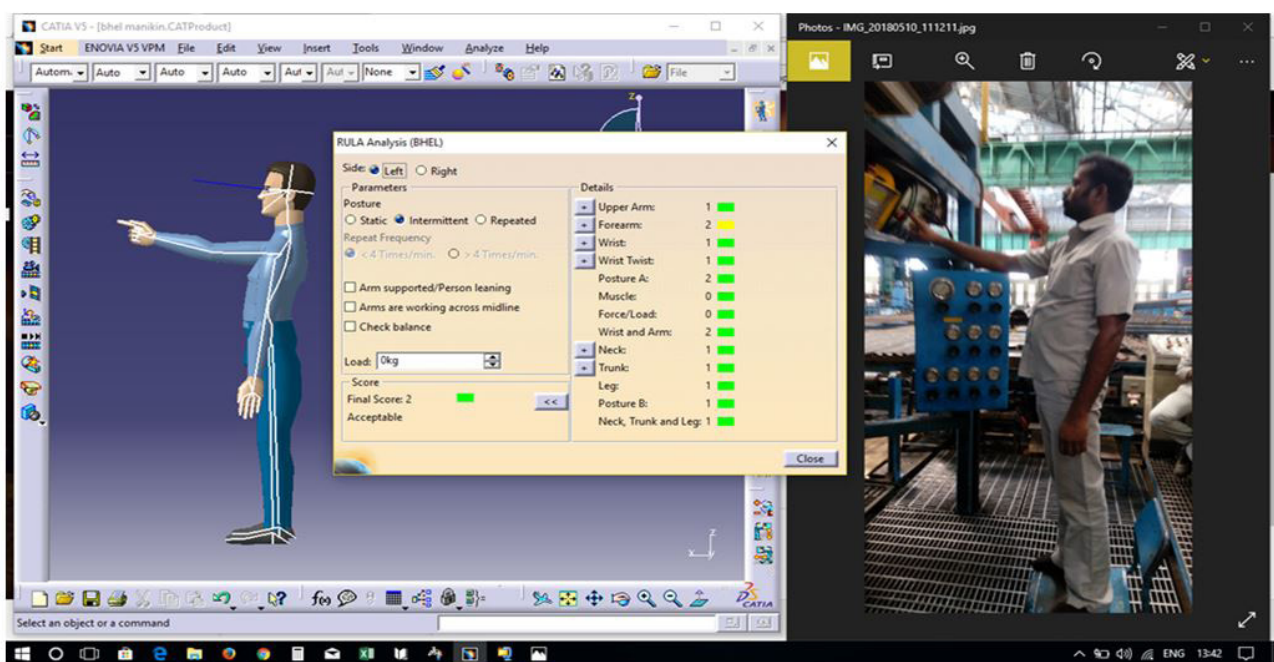 CATIA V5 - [bhel manikin.CATProduct]
Start ENOVIA V5 VPM File Edit View Insert Tools Window Analyze Help
Auto Auto Auto None File
RULA Analysis (BHEL)
Side: Left Right
Parameters
Posture
Static Intermittent Repeated
Repeat Frequency
< 4 Times/min. > 4 Times/min.
Arm supported/Person leaning
Arms are working across midline
Check balance
Load: 0kg
Score
Final Score: 2
<<
Acceptable
Details
+ Upper Arm: 1
+ Forearm: 2
+ Wrist: 1
+ Wrist Twist: 1
Posture A: 2
Muscle: 0
Force/Load: 0
Wrist and Arm: 2
+ Neck: 1
+ Trunk: 1
Leg: 1
Posture B: 1
Neck, Trunk and Leg: 1
Close
z
z
x y
f(x)
CATIA
Select an object or a command
Photos - IMG_20180510_111211.jpg
ENG 13:42